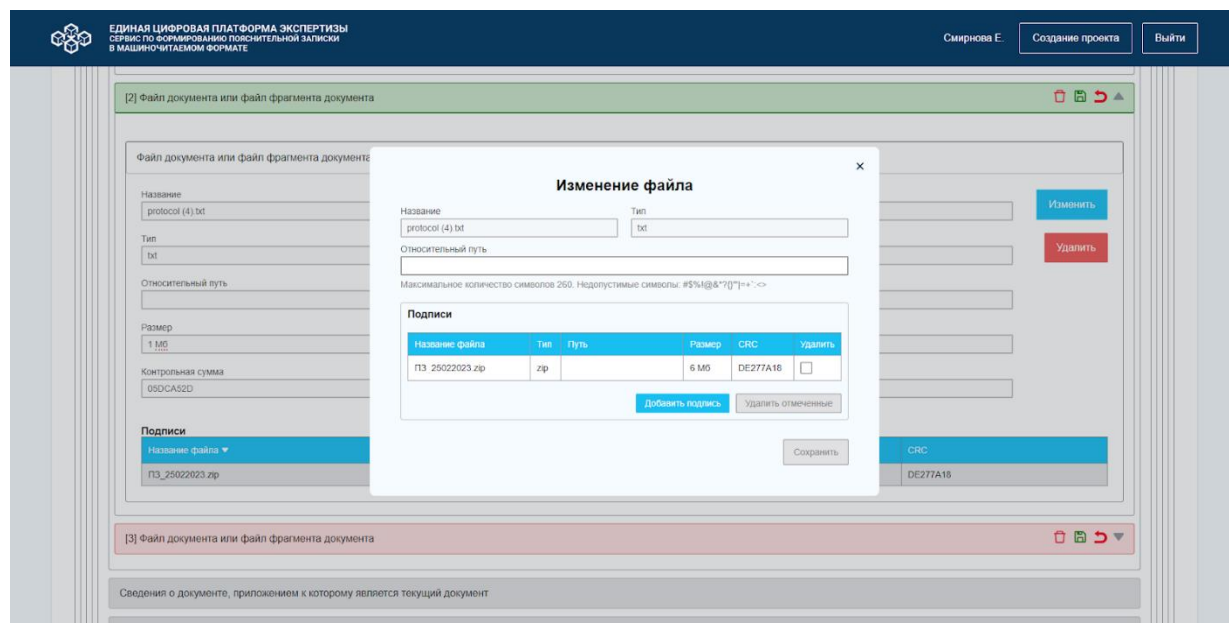 ЕДИНАЯ ЦИФРОВАЯ ПЛАТФОРМА ЭКСПЕРТИЗЫ
СЕРВИС ПО ФОРМИРОВАНИЮ ПОЯСНИТЕЛЬНОЙ ЗАПИСКИ
В МАШИНОЧИТАЕМОМ ФОРМАТЕ
Смирнова Е.
Создание проекта
Выйти
[2] Файл документа или файл фрагмента документа
Файл документа или файл фрагмента документа
Название
protocol (4).txt
Тип
txt
Относительный путь
Размер
1 Мб
Контрольная сумма
05DCA52D
Подписи
Название файла ▼
CRC
ПЗ_25022023.zip
DE277A18
Изменить
Удалить
Изменение файла
Название
Тип
protocol (4).txt
txt
Относительный путь
Максимальное количество символов 260. Недопустимые символы:
Подписи
Название файла Тип Путь Размер CRC Удалить
ПЗ_25022023.zip zip 6 Мб DE277A18
Добавить подпись
Удалить отмеченные
Сохранить
[3] Файл документа или файл фрагмента документа
Сведения о документе, приложением к которому является текущий документ